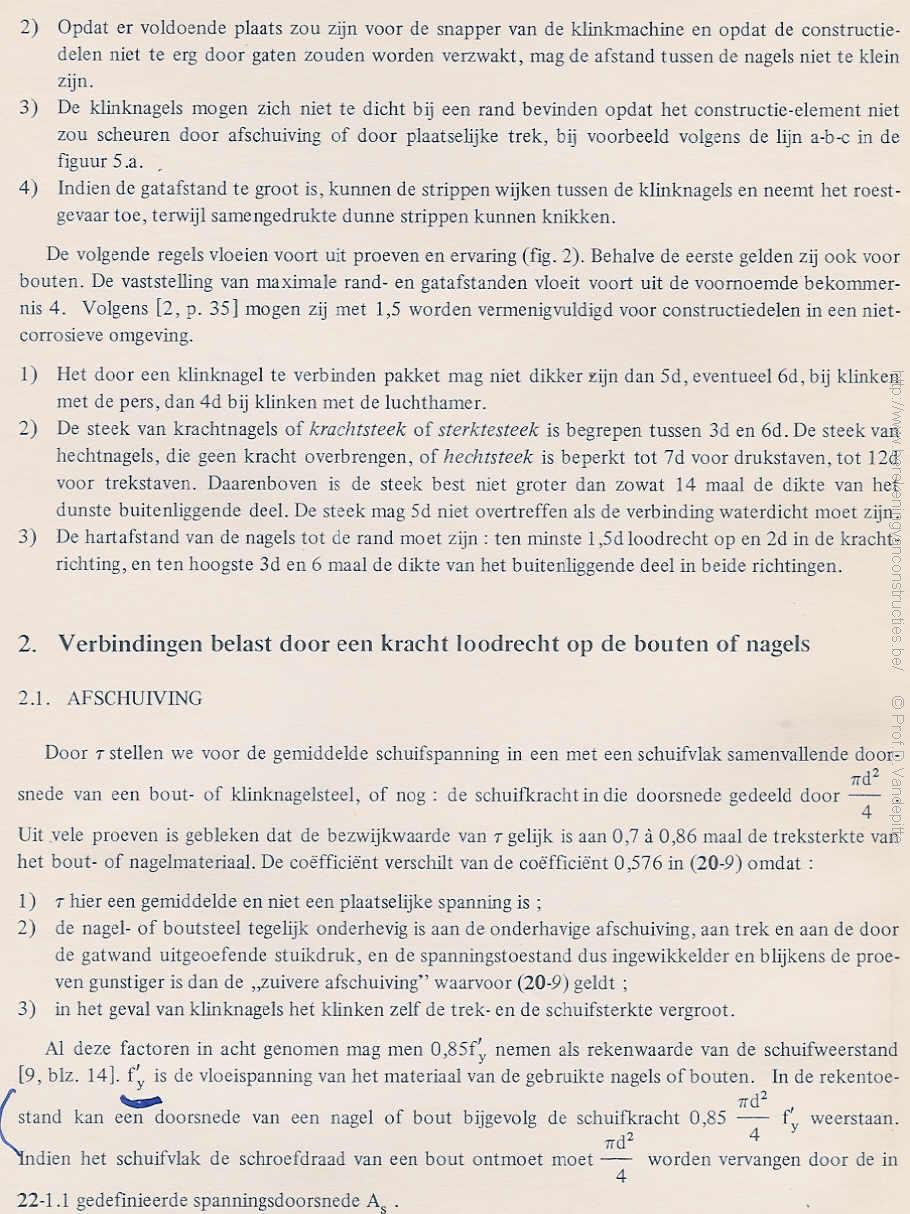 2) Opdat er voldoende plaats zou zijn voor de snapper van de klinkmachine en opdat de constructie-
delen niet te erg door gaten zouden worden verzwakt, mag de afstand tussen de nagels niet te klein
zijn.
3) De klinknagels mogen zich niet te dicht bij een rand bevinden opdat het constructie-element niet
zou scheuren door afschuiving of door plaatselijke trek, bij voorbeeld volgens de lijn a-b-c in de
figuur 5.a.
4) Indien de gatafstand te groot is, kunnen de strippen wijken tussen de klinknagels en neemt het roest-
gevaar toe, terwijl samengedrukte dunne strippen kunnen knikken.
De volgende regels vloeien voort uit proeven en ervaring (fig. 2). Behalve de eerste gelden zij ook voor
bouten. De vaststelling van maximale rand- en gatafstanden vloeit voort uit de voornoemde bekommer-
nis 4. Volgens [2, p. 35] mogen zij met 1,5 worden vermenigvuldigd voor constructiedelen in een niet-
corrosieve omgeving.
1) Het door een klinknagel te verbinden pakket mag niet dikker zijn dan 5d, eventueel 6d, bij klinken
met de pers, dan 4d bij klinken met de luchthamer.
2) De steek van krachtnagels of krachtsteek of sterktesteek is begrepen tussen 3d en 6d. De steek van
hechtnagels, die geen kracht overbrengen, of hechtsteek is beperkt tot 7d voor drukstaven, tot 12d
voor trekstaven. Daarenboven is de steek best niet groter dan zowat 14 maal de dikte van het
dunste buitenliggende deel. De steek mag 5d niet overtreffen als de verbinding waterdicht moet zijn.
3) De hartafstand van de nagels tot de rand moet zijn : ten minste 1,5d loodrecht op en 2d in de kracht-
richting, en ten hoogste 3d en 6 maal de dikte van het buitenliggende deel in beide richtingen.
2. Verbindingen belast door een kracht loodrecht op de bouten of nagels
2.1. AFSCHUIVING
Door τ stellen we voor de gemiddelde schuifspanning in een met een schuifvlak samenvallende door-
snede van een bout- of klinknagelsteel, of nog : de schuifkracht in die doorsnede gedeeld door πd²/4
Uit vele proeven is gebleken dat de bezwijkwaarde van τ gelijk is aan 0,7 à 0,86 maal de treksterkte van
het bout- of nagelmateriaal. De coëfficiënt verschilt van de coëfficiënt 0,576 in (20-9) omdat :
1) τ hier een gemiddelde en niet een plaatselijke spanning is ;
2) de nagel- of boutsteel tegelijk onderhevig is aan de onderhavige afschuiving, aan trek en aan de door
de gatwand uitgeoefende stuikdruk, en de spanningstoestand dus ingewikkelder en blijkens de proe-
ven gunstiger is dan de ,,zuivere afschuiving" waarvoor (20-9) geldt ;
3) in het geval van klinknagels het klinken zelf de trek- en de schuifsterkte vergroot.
Al deze factoren in acht genomen mag men 0,85f′y nemen als rekenwaarde van de schuifweerstand
[9, blz. 14]. f′y is de vloeispanning van het materiaal van de gebruikte nagels of bouten. In de rekentoe-
stand kan een doorsnede van een nagel of bout bijgevolg de schuifkracht 0,85 πd²/4 f′y weerstaan.
Indien het schuifvlak de schroefdraad van een bout ontmoet moet πd²/4 worden vervangen door de in
22-1.1 gedefinieerde spanningsdoorsnede As .
http://www.berekeningvanconstructies.be/ © Prof. D. Vandepitte